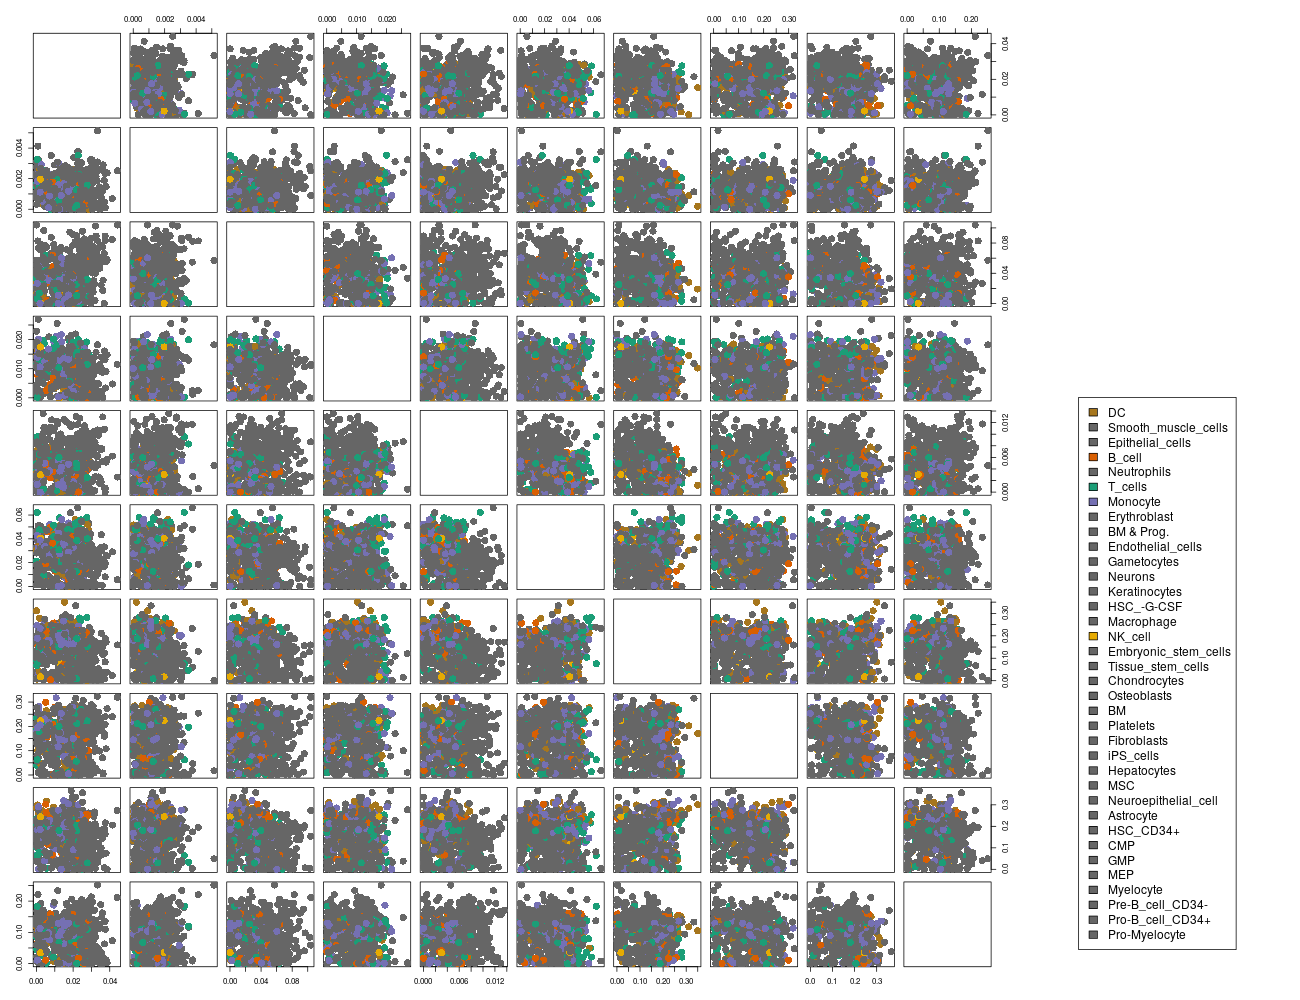 0.000 0.002 0.004
0.000 0.010 0.020
0.00 0.02 0.04 0.06
0.00 0.10 0.20 0.30
0.00 0.10 0.20
0.00 0.02 0.04
0.000 0.002 0.004
0.00 0.04 0.08
0.000 0.010 0.020
0.000 0.006 0.012
0.00 0.02 0.04 0.06
0.00 0.10 0.20 0.30
0.00 0.10 0.20 0.30
0.0 0.1 0.2 0.3
0.00 0.10 0.20
0.00 0.02 0.04
0.00 0.04 0.08
0.000 0.006 0.012
0.00 0.10 0.20 0.30
0.0 0.1 0.2 0.3
DC
Smooth_muscle_cells
Epithelial_cells
B_cell
Neutrophils
T_cells
Monocyte
Erythroblast
BM & Prog.
Endothelial_cells
Gametocytes
Neurons
Keratinocytes
HSC_-G-CSF
Macrophage
NK_cell
Embryonic_stem_cells
Tissue_stem_cells
Chondrocytes
Osteoblasts
BM
Platelets
Fibroblasts
iPS_cells
Hepatocytes
MSC
Neuroepithelial_cell
Astrocyte
HSC_CD34+
CMP
GMP
MEP
Myelocyte
Pre-B_cell_CD34-
Pro-B_cell_CD34+
Pro-Myelocyte